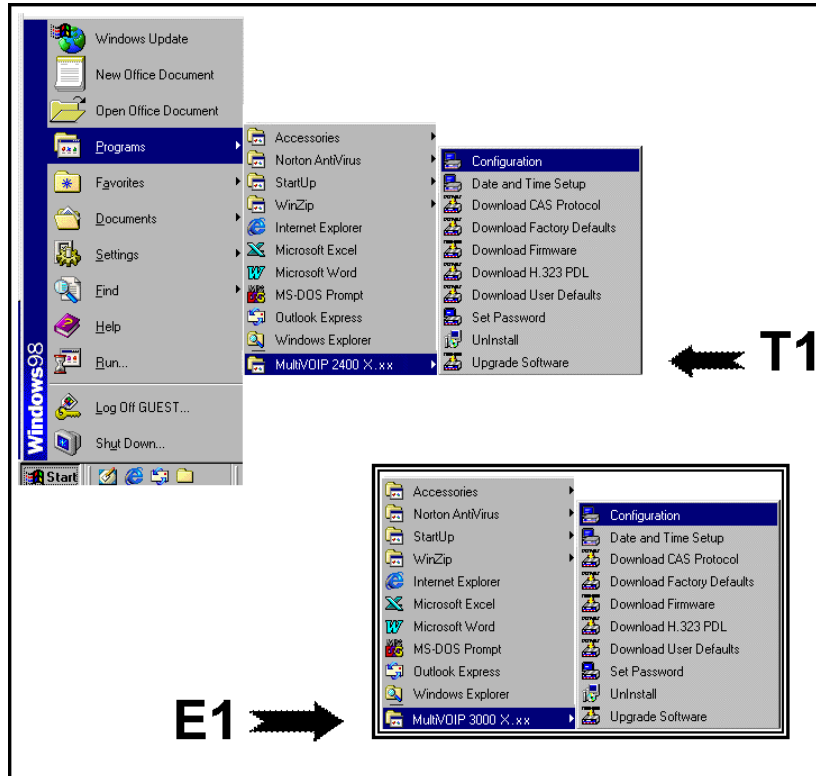 Windows Update
New Office Document
Open Office Document
Programs
Favorites
Documents
Settings
Find
Help
Run...
Log Off GUEST...
Shut Down...
Windows98
Start
Accessories
Norton AntiVirus
StartUp
WinZip
Internet Explorer
Microsoft Excel
Microsoft Word
MS-DOS Prompt
Outlook Express
Windows Explorer
MultiVOIP 2400 X.xx
Configuration
Date and Time Setup
Download CAS Protocol
Download Factory Defaults
Download Firmware
Download H.323 PDL
Download User Defaults
Set Password
UnInstall
Upgrade Software
T1
E1
Accessories
Norton AntiVirus
StartUp
WinZip
Internet Explorer
Microsoft Excel
Microsoft Word
MS-DOS Prompt
Outlook Express
Windows Explorer
MultiVOIP 3000 X.xx
Configuration
Date and Time Setup
Download CAS Protocol
Download Factory Defaults
Download Firmware
Download H.323 PDL
Download User Defaults
Set Password
UnInstall
Upgrade Software